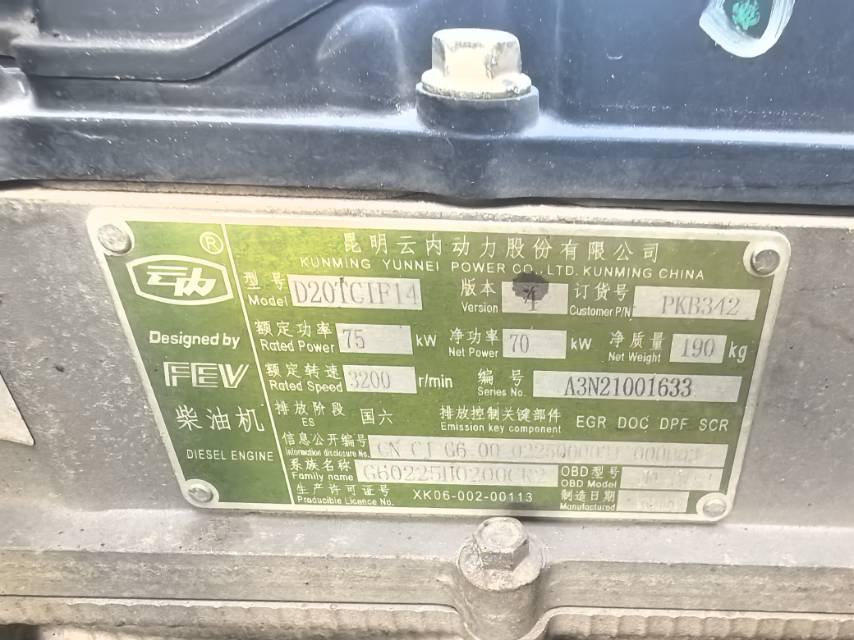 昆明云内动力股份有限公司
KUNMING YUNNEI POWER CO., LTD. KUNMING CHINA
云动 ®
型号 Model D20TCIF14 版本 Version 4 订货号 Customer P/N PKB342
Designed by
FEV
额定功率 Rated Power 75 kW 净功率 Net Power 70 kW 净质量 Net Weight 190 kg
额定转速 Rated Speed 3200 r/min 编号 Series No. A3N21001633
柴油机
DIESEL ENGINE
排放阶段 ES 国六 排放控制关键部件 Emission key component EGR DOC DPF SCR
信息公开编号 Information disclosure No. CN CI G6 00
系族名称 Family name OBD型号 OBD Model
生产许可证号 Producible Licence No. XK06-002-00113 制造日期 Manufactured